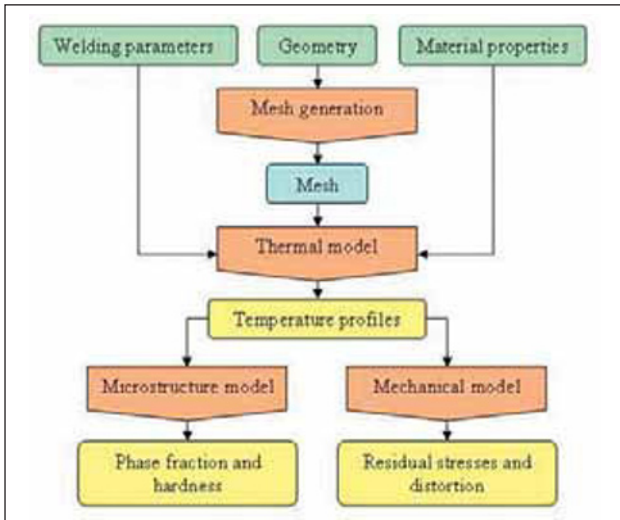 Welding parameters
Geometry
Material properties
Mesh generation
Mesh
Thermal model
Temperature profiles
Microstructure model
Mechanical model
Phase fraction and
hardness
Residual stresses and
distortion